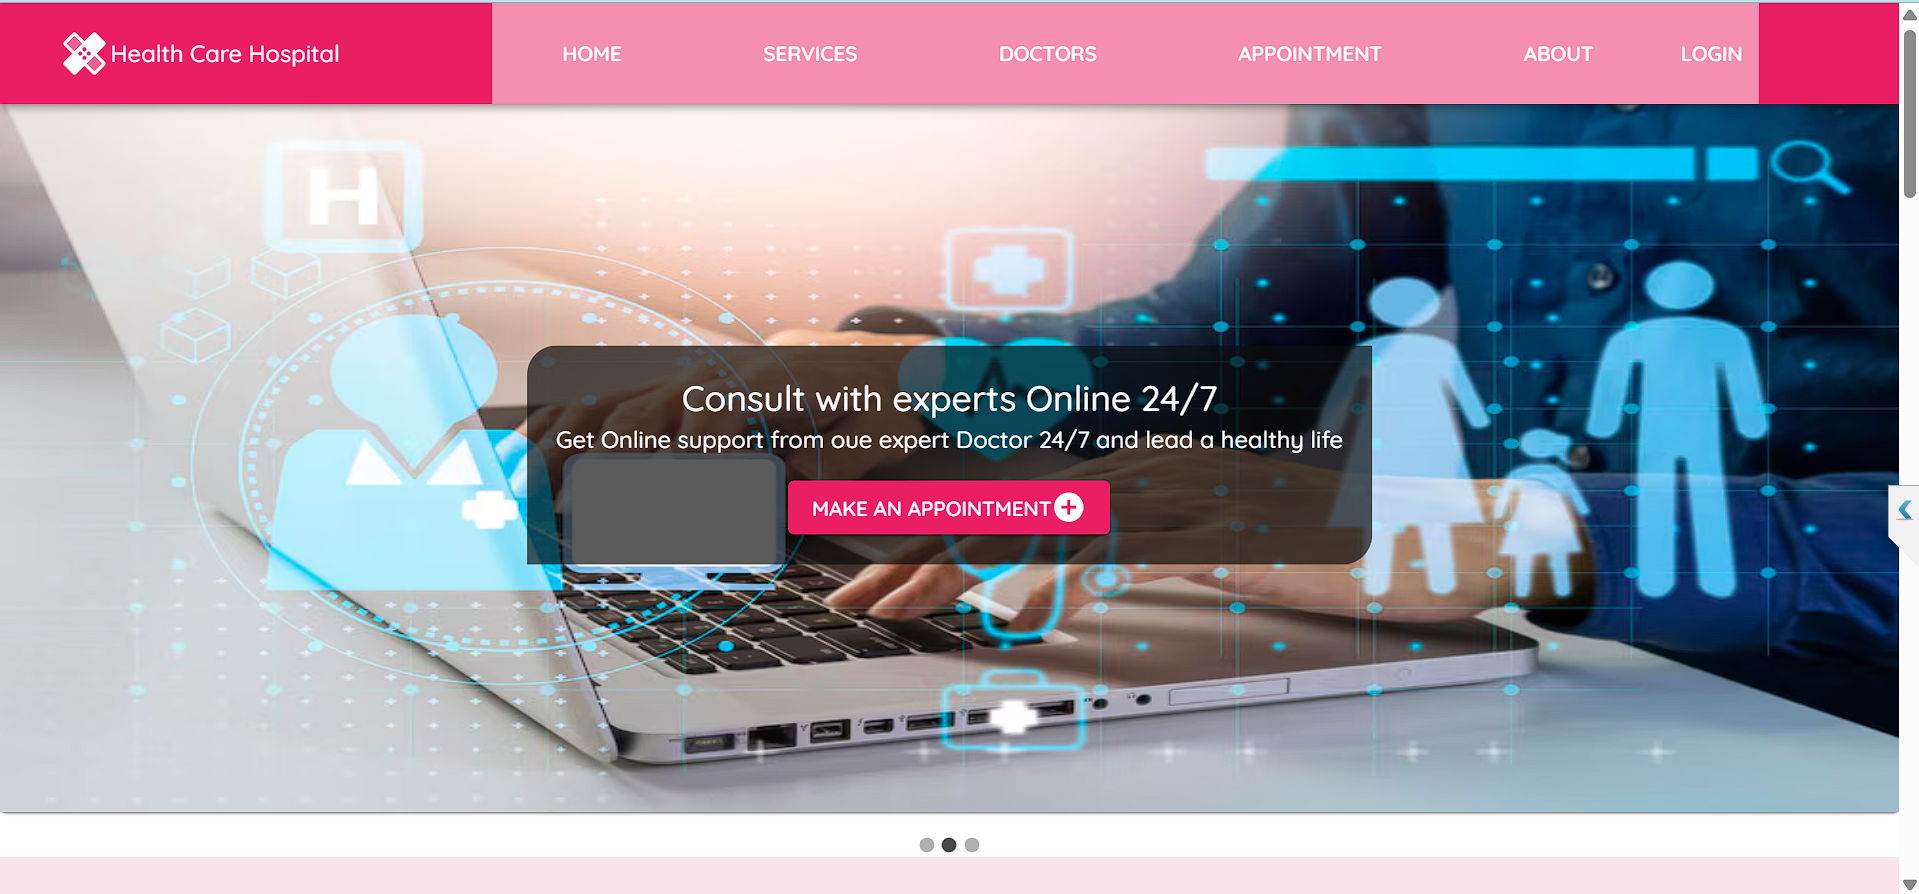 Health Care Hospital
HOME SERVICES DOCTORS APPOINTMENT ABOUT LOGIN
H
Consult with experts Online 24/7
Get Online support from oue expert Doctor 24/7 and lead a healthy life
MAKE AN APPOINTMENT